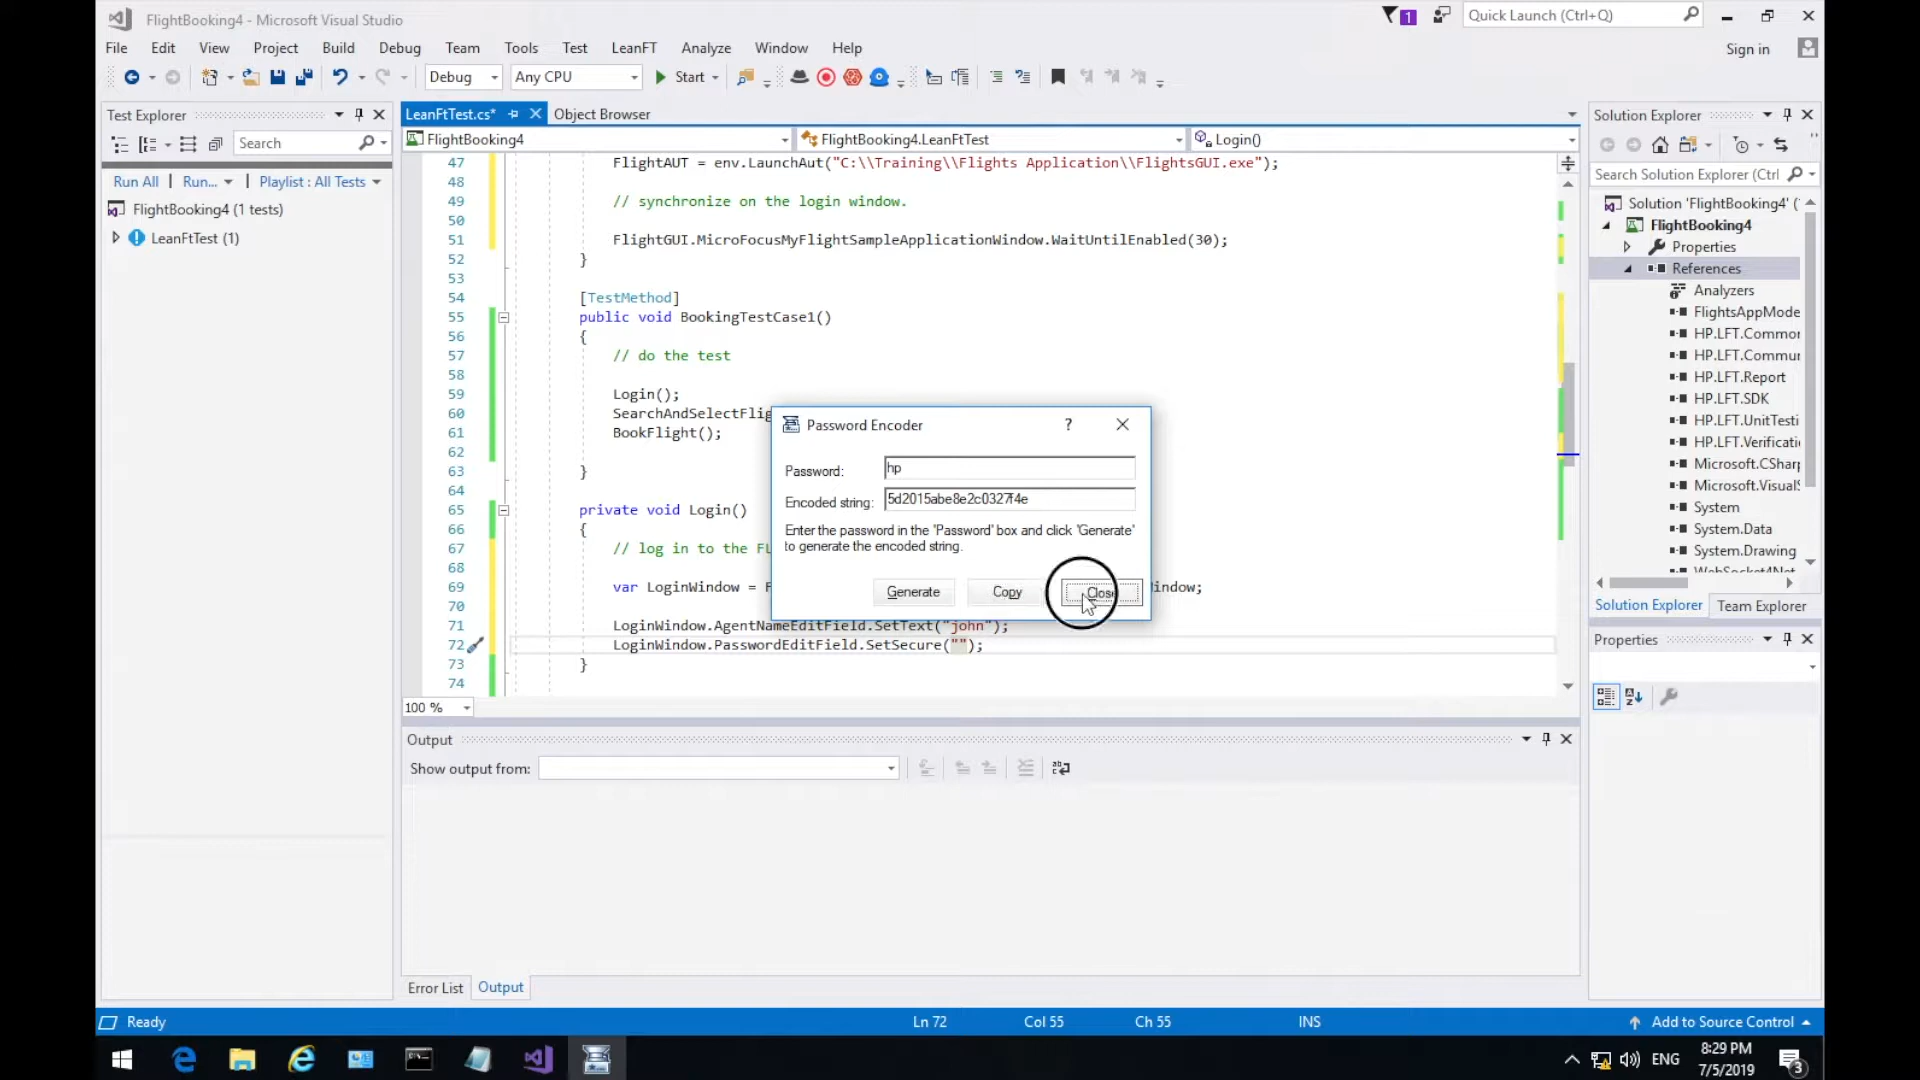 FlightBooking4 - Microsoft Visual Studio
1
Quick Launch (Ctrl+Q)
File Edit View Project Build Debug Team Tools Test LeanFT Analyze Window Help
Sign in
Debug Any CPU Start
Test Explorer
Search
Run All | Run... | Playlist : All Tests
FlightBooking4 (1 tests)
LeanFtTest (1)
LeanFtTest.cs* Object Browser
FlightBooking4 FlightBooking4.LeanFtTest Login()
47 FlightAUT = env.LaunchAut("C:\\Training\\Flights Application\\FlightsGUI.exe");
48
49 // synchronize on the login window.
50
51 FlightGUI.MicroFocusMyFlightSampleApplicationWindow.WaitUntilEnabled(30);
52 }
53
54 [TestMethod]
55 public void BookingTestCase1()
56 {
57 // do the test
58
59 Login();
60 SearchAndSelectFlig
61 BookFlight();
62
63 }
64
65 private void Login()
66 {
67 // log in to the FL
68
69 var LoginWindow = F indow;
70
71 LoginWindow.AgentNameEditField.SetText("john");
72 LoginWindow.PasswordEditField.SetSecure("");
73 }
74
100 %
Password Encoder
?
Password: hp
Encoded string: 5d2015abe8e2c0327f4e
Enter the password in the 'Password' box and click 'Generate'
to generate the encoded string.
Generate Copy Close
Output
Show output from:
Error List Output
Solution Explorer
Search Solution Explorer (Ctrl
Solution 'FlightBooking4' (
FlightBooking4
Properties
References
Analyzers
FlightsAppMode
HP.LFT.Common
HP.LFT.Commun
HP.LFT.Report
HP.LFT.SDK
HP.LFT.UnitTesti
HP.LFT.Verificati
Microsoft.CSharp
Microsoft.VisualS
System
System.Data
System.Drawing
WebSocket4Net
Solution Explorer Team Explorer
Properties
Ready Ln 72 Col 55 Ch 55 INS Add to Source Control
ENG
8:29 PM
7/5/2019
3